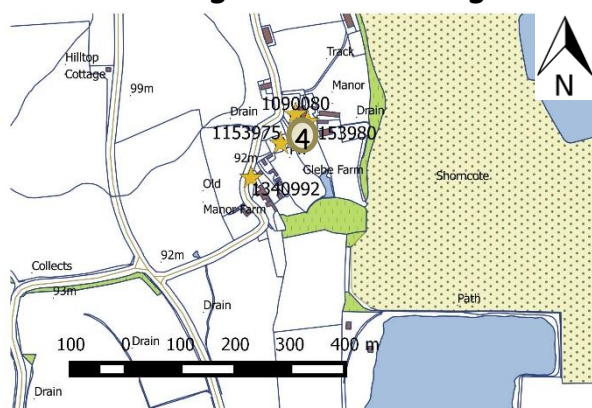 Hilltop
Cottage
99m
Track
Manor
Drain
1090080
Drain
1153975
4
153980
92m
Glebe Farm
Old
Manor Farm
1340992
Shorncote
Collects
92m
93m
Drain
Path
Drain
100 0 100 200 300 400 m
Drain
N